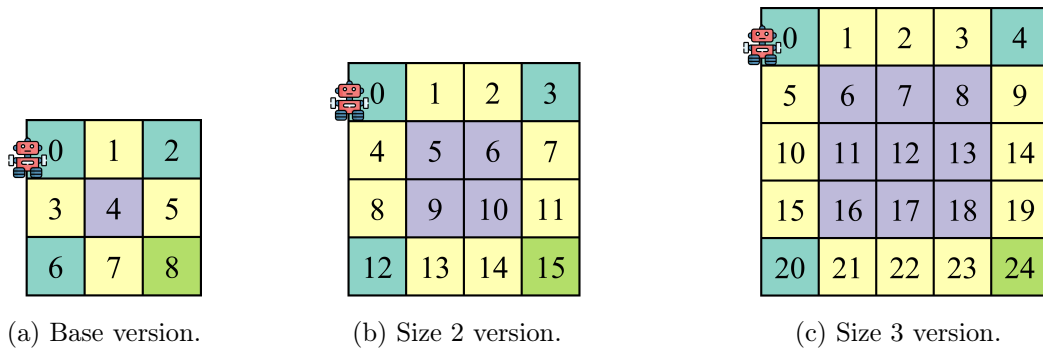 0 1 2
3 4 5
6 7 8
(a) Base version.
0 1 2 3
4 5 6 7
8 9 10 11
12 13 14 15
(b) Size 2 version.
0 1 2 3 4
5 6 7 8 9
10 11 12 13 14
15 16 17 18 19
20 21 22 23 24
(c) Size 3 version.